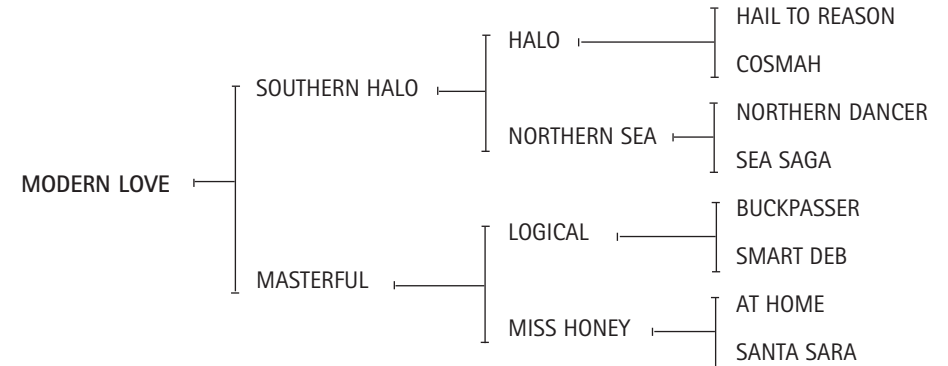 HAIL TO REASON
HALO
COSMAH
SOUTHERN HALO
NORTHERN DANCER
NORTHERN SEA
SEA SAGA
MODERN LOVE
BUCKPASSER
LOGICAL
SMART DEB
MASTERFUL
AT HOME
MISS HONEY
SANTA SARA